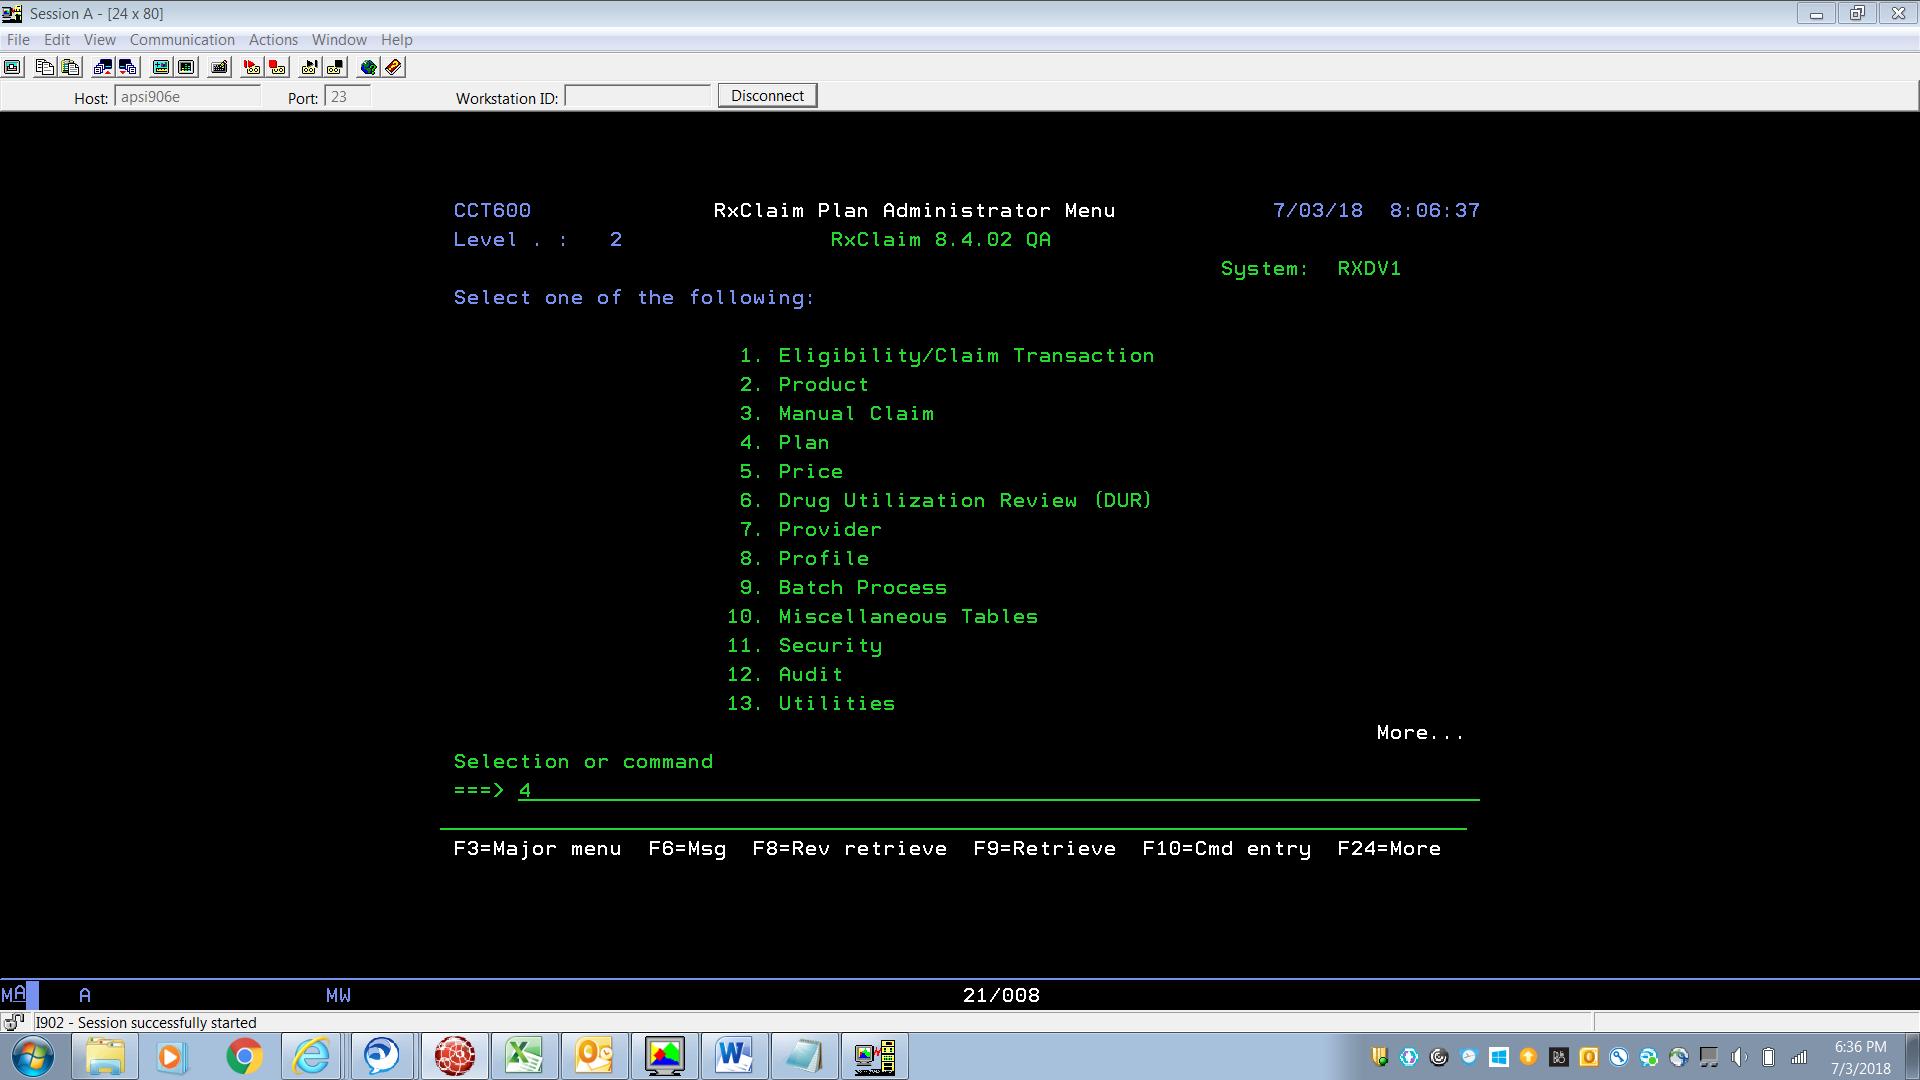 Session A - [24 x 80]
File Edit View Communication Actions Window Help
Host: apsi906e Port: 23 Workstation ID: Disconnect
CCT600 RxClaim Plan Administrator Menu 7/03/18 8:06:37
Level . : 2 RxClaim 8.4.02 QA
System: RXDV1
Select one of the following:
1. Eligibility/Claim Transaction
2. Product
3. Manual Claim
4. Plan
5. Price
6. Drug Utilization Review (DUR)
7. Provider
8. Profile
9. Batch Process
10. Miscellaneous Tables
11. Security
12. Audit
13. Utilities
More...
Selection or command
===> 4
F3=Major menu F6=Msg F8=Rev retrieve F9=Retrieve F10=Cmd entry F24=More
MA A MW 21/008
I902 - Session successfully started
6:36 PM
7/3/2018